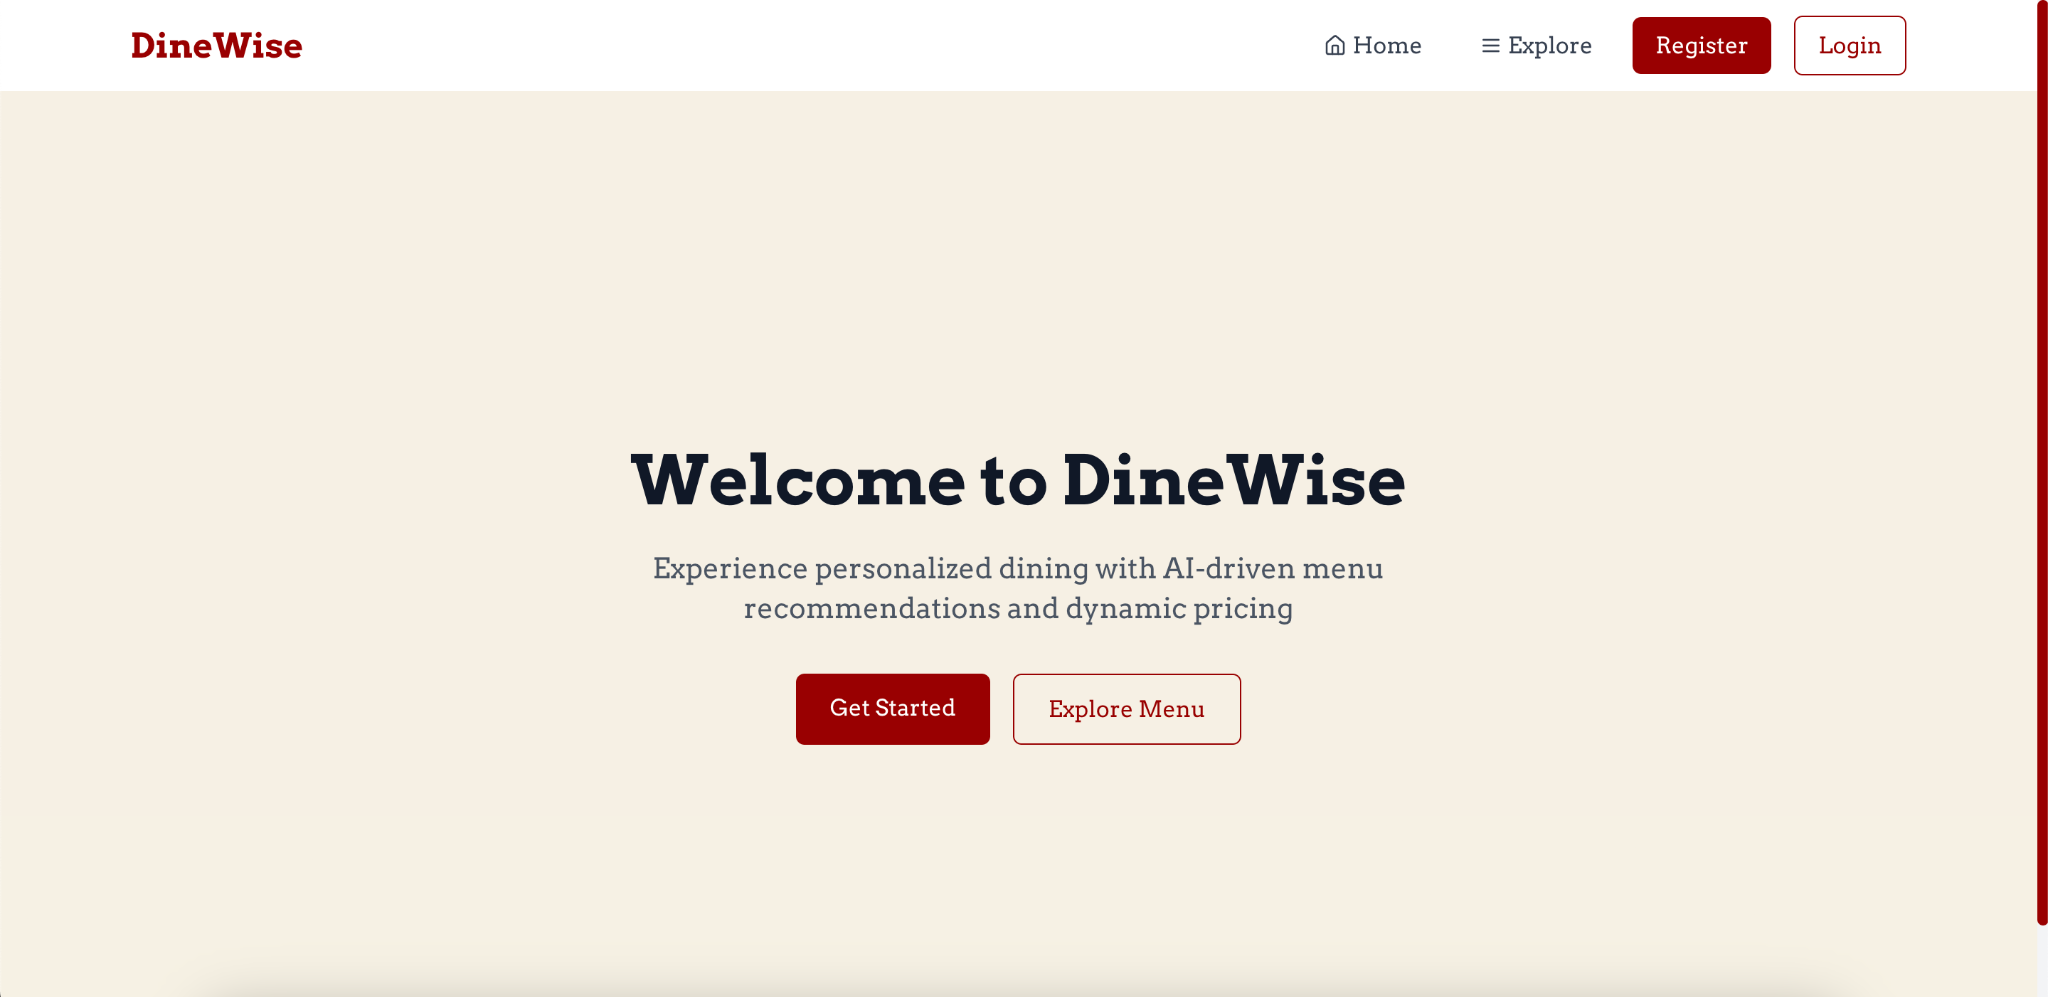 DineWise
Home
Explore
Register
Login
Welcome to DineWise
Experience personalized dining with AI-driven menu
recommendations and dynamic pricing
Get Started
Explore Menu